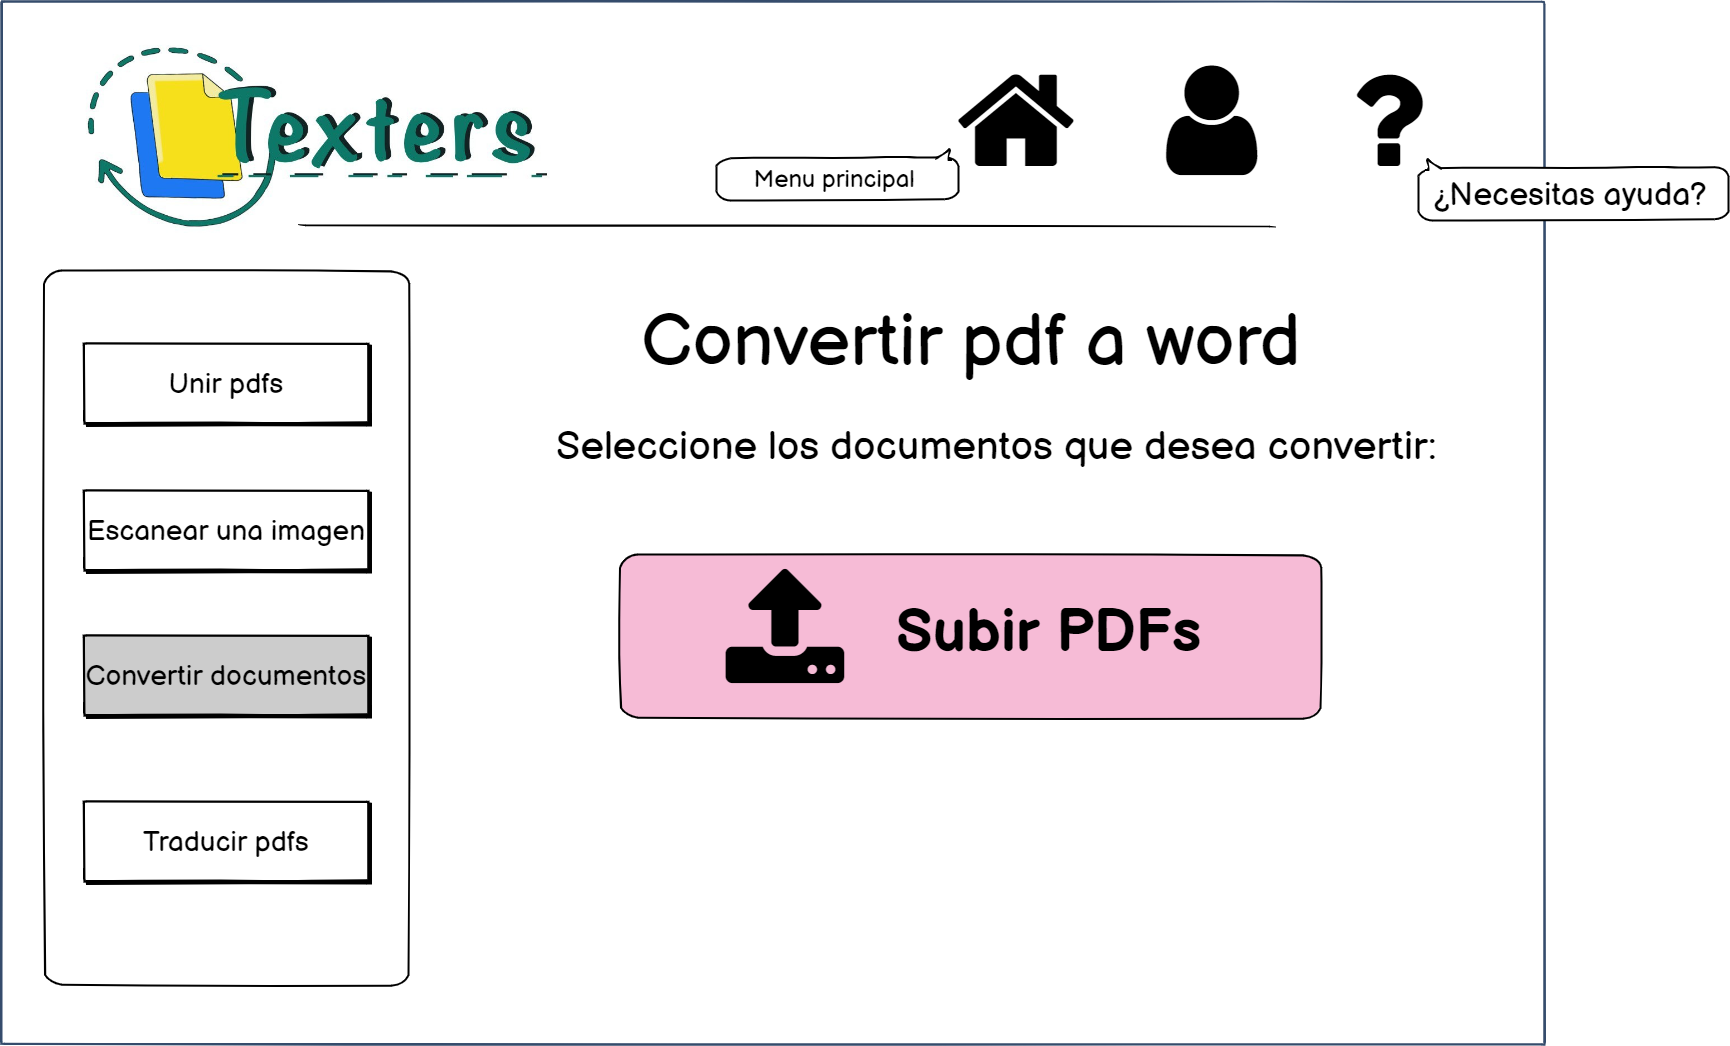 Texters
Menu principal
¿Necesitas ayuda?
Unir pdfs
Escanear una imagen
Convertir documentos
Traducir pdfs
Convertir pdf a word
Seleccione los documentos que desea convertir:
Subir PDFs